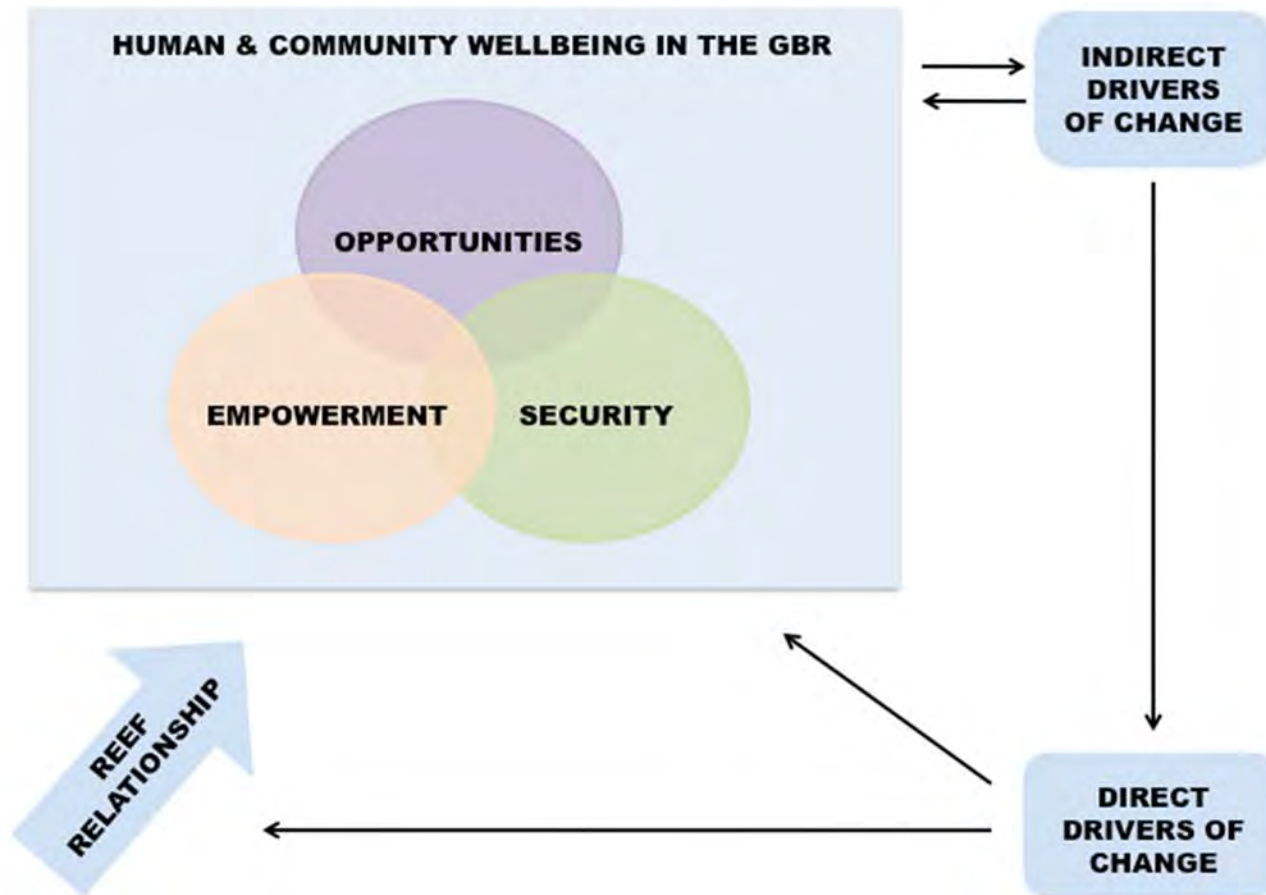 HUMAN & COMMUNITY WELLBEING IN THE GBR
INDIRECT
DRIVERS
OF CHANGE
OPPORTUNITIES
EMPOWERMENT
SECURITY
REEF
RELATIONSHIP
DIRECT
DRIVERS OF
CHANGE